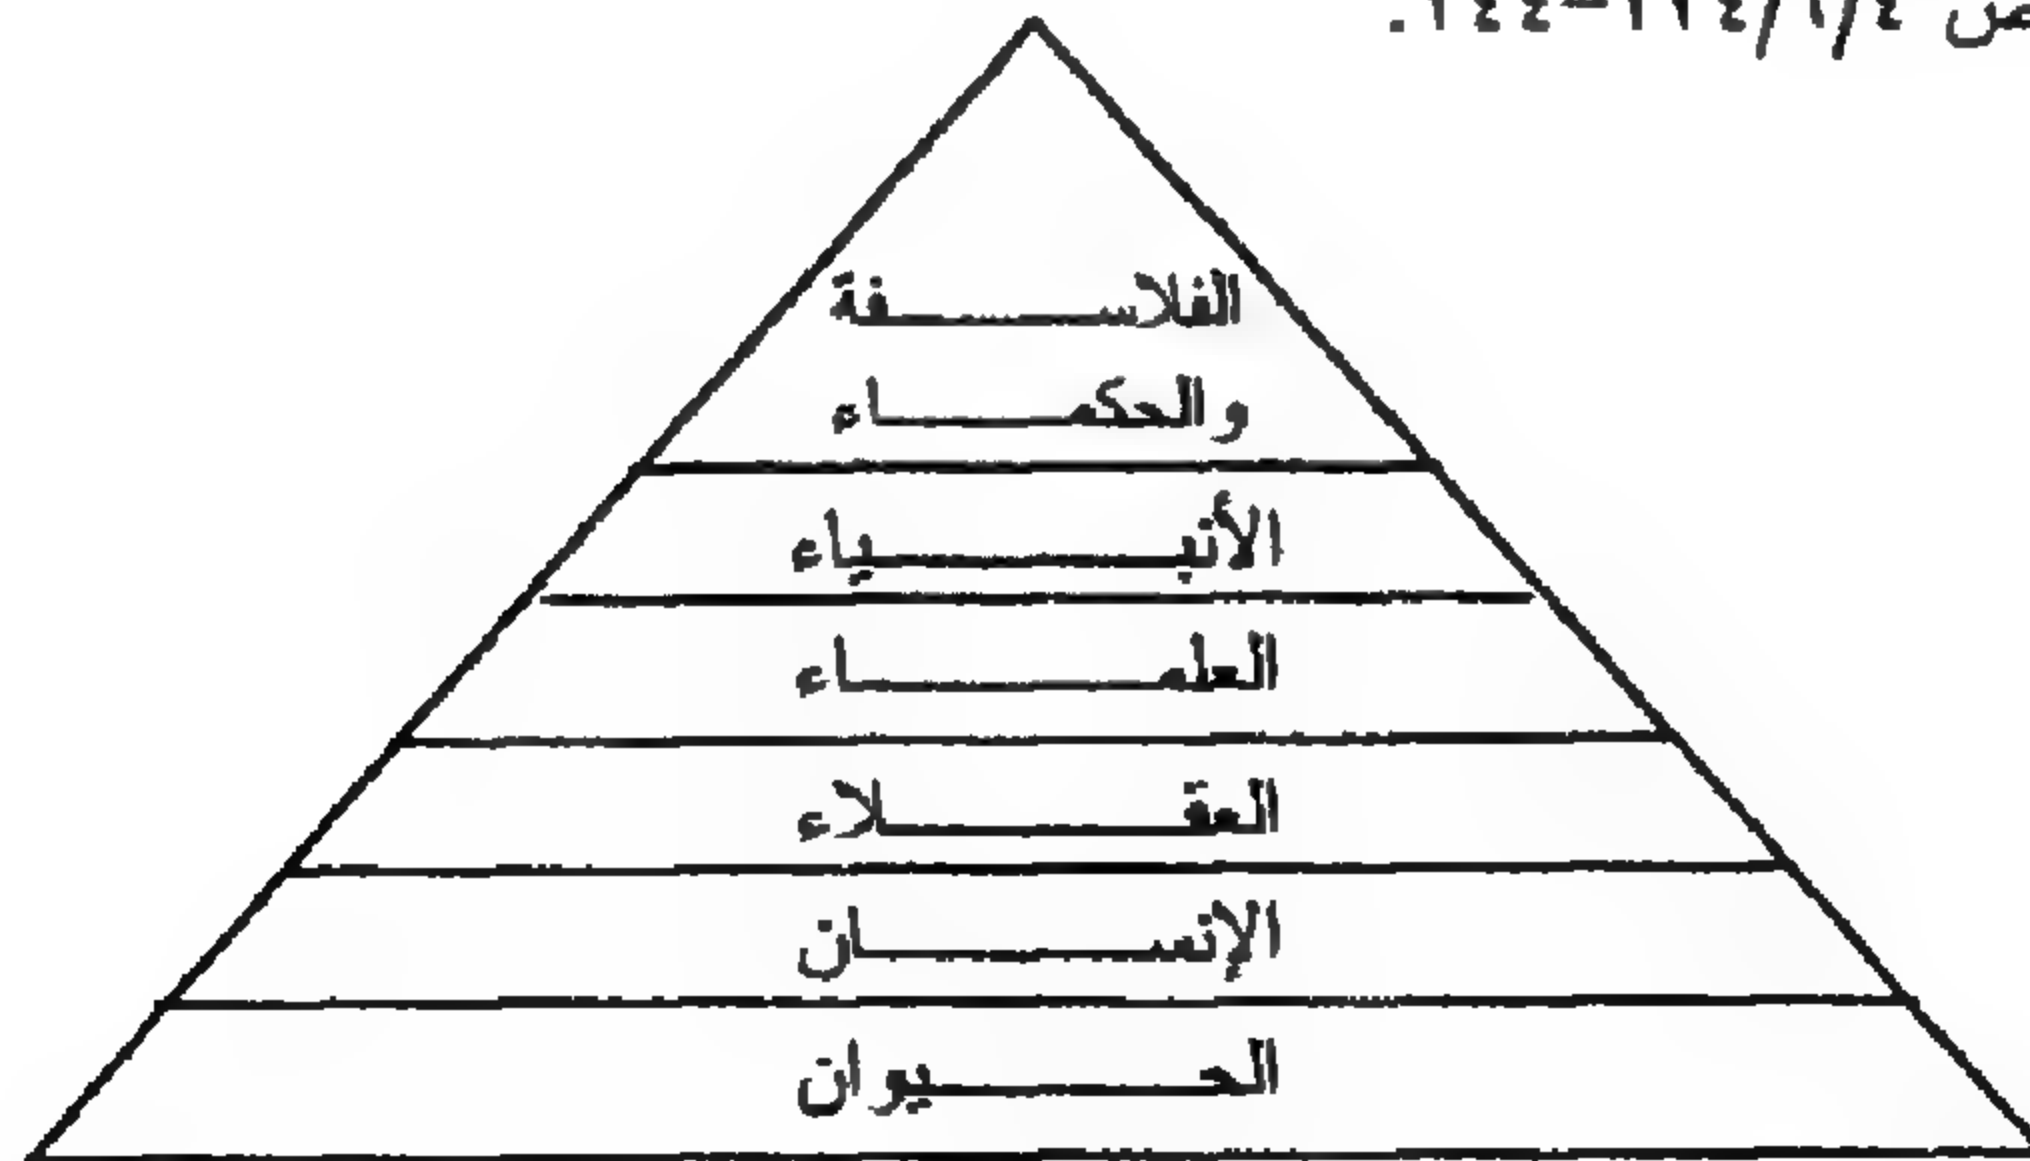 ص
الفلاسفة
والحكماء
الأنبياء
العلماء
العقلاء
الإنسان
الحيوان